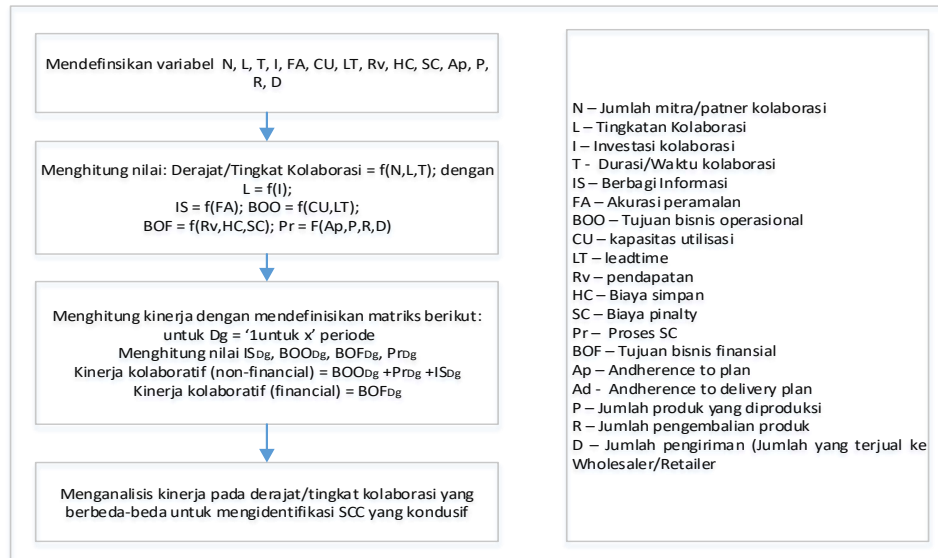 Mendefinsikan variabel N, L, T, I, FA, CU, LT, Rv, HC, SC, Ap, P,
R, D
Menghitung nilai: Derajat/Tingkat Kolaborasi = f(N,L,T); dengan
L = f(I);
IS = f(FA); BOO = f(CU,LT);
BOF = f(Rv,HC,SC); Pr = F(Ap,P,R,D)
Menghitung kinerja dengan mendefinisikan matriks berikut:
untuk Dg = ‘1untuk x’ periode
Menghitung nilai ISDg, BOODg, BOFDg, PrDg
Kinerja kolaboratif (non-financial) = BOODg +PrDg +ISDg
Kinerja kolaboratif (financial) = BOFDg
Menganalisis kinerja pada derajat/tingkat kolaborasi yang
berbeda-beda untuk mengidentifikasi SCC yang kondusif
N – Jumlah mitra/patner kolaborasi
L – Tingkatan Kolaborasi
I – Investasi kolaborasi
T - Durasi/Waktu kolaborasi
IS – Berbagi Informasi
FA – Akurasi peramalan
BOO – Tujuan bisnis operasional
CU – kapasitas utilisasi
LT – leadtime
Rv – pendapatan
HC – Biaya simpan
SC – Biaya pinalty
Pr – Proses SC
BOF – Tujuan bisnis finansial
Ap – Andherence to plan
Ad - Andherence to delivery plan
P – Jumlah produk yang diproduksi
R – Jumlah pengembalian produk
D – Jumlah pengiriman (Jumlah yang terjual ke
Wholesaler/Retailer